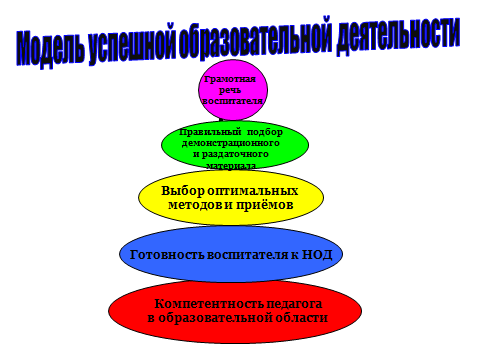 Модель успешной образовательной деятельности
Грамотная
речь
воспитателя
Правильный подбор
демонстрационного
и раздаточного
материала
Выбор оптимальных
методов и приёмов
Готовность воспитателя к НОД
Компетентность педагога
в образовательной области